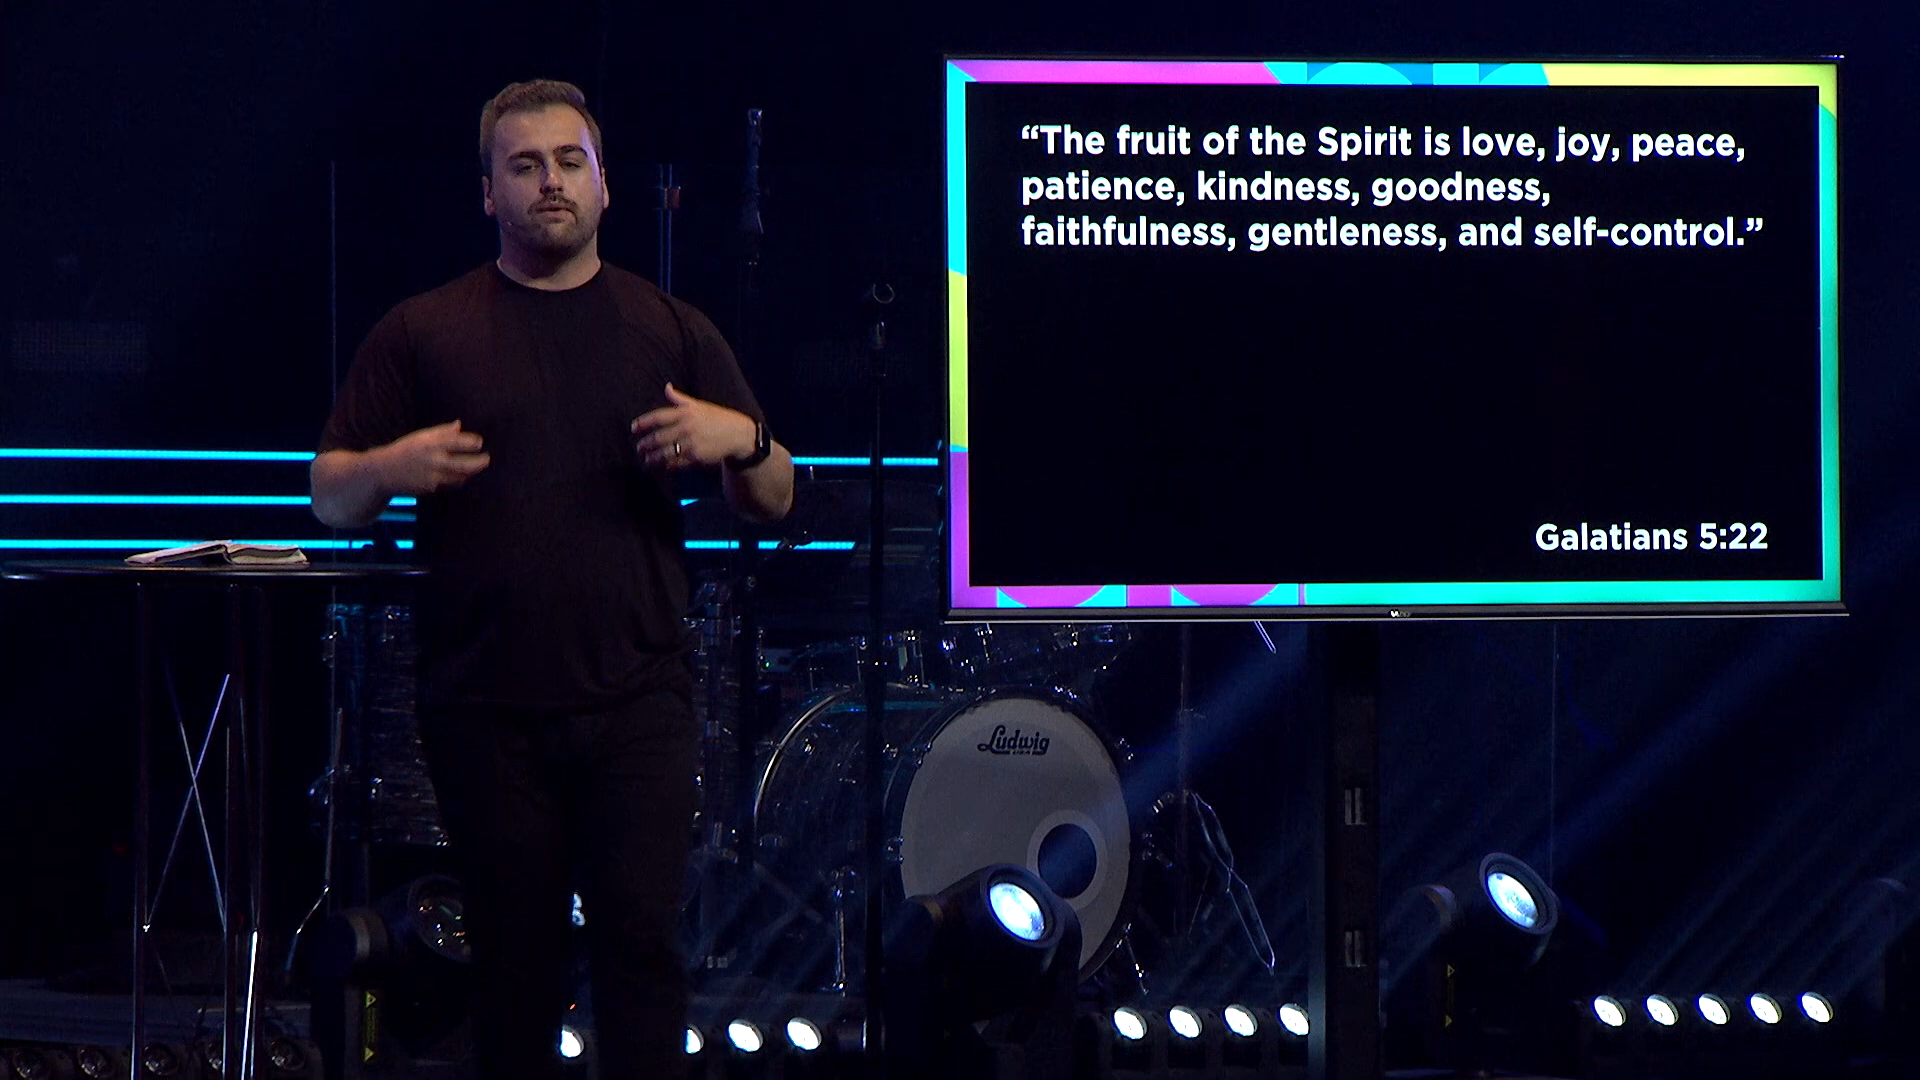 “The fruit of the Spirit is love, joy, peace,
patience, kindness, goodness,
faithfulness, gentleness, and self-control.”
Galatians 5:22
Ludwig